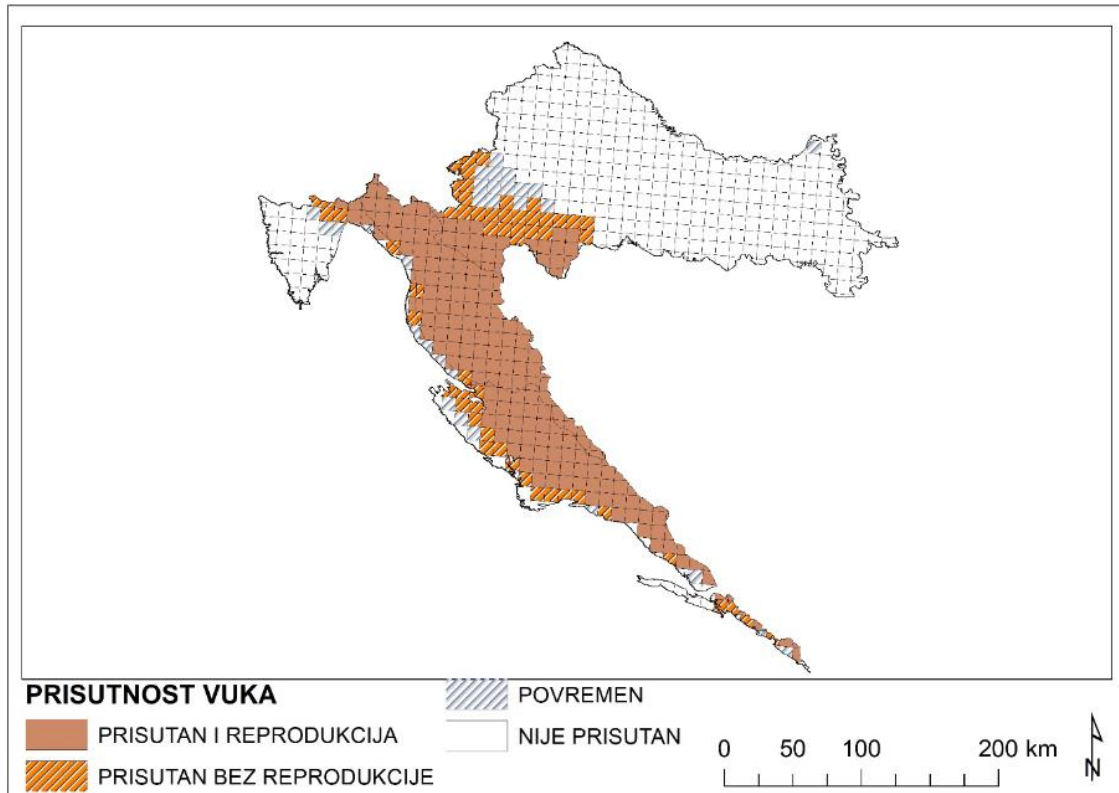 PRISUTNOST VUKA
PRISUTAN I REPRODUKCIJA
PRISUTAN BEZ REPRODUKCIJE
POVREMEN
NIJE PRISUTAN
0 50 100 200 km
N